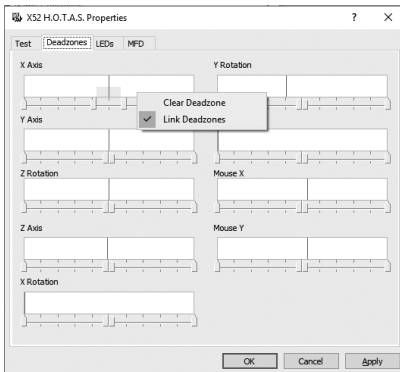 X52 H.O.T.A.S. Properties
Test Deadzones LEDs MFD
X Axis
Y Rotation
Clear Deadzone
Link Deadzones
Y Axis
Z Rotation
Mouse X
Z Axis
Mouse Y
X Rotation
OK Cancel Apply